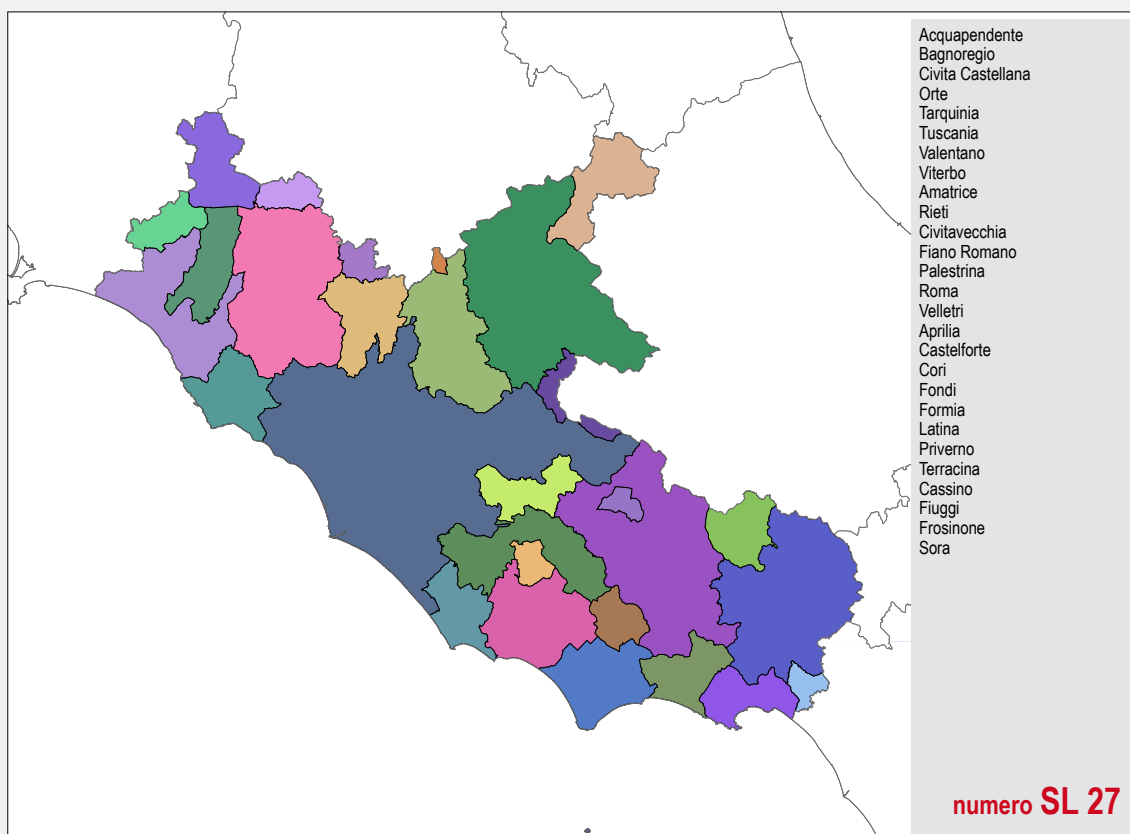 Acquapendente
Bagnoregio
Civita Castellana
Orte
Tarquinia
Tuscania
Valentano
Viterbo
Amatrice
Rieti
Civitavecchia
Fiano Romano
Palestrina
Roma
Velletri
Aprilia
Castelforte
Cori
Fondi
Formia
Latina
Priverno
Terracina
Cassino
Fiuggi
Frosinone
Sora
numero SL 27